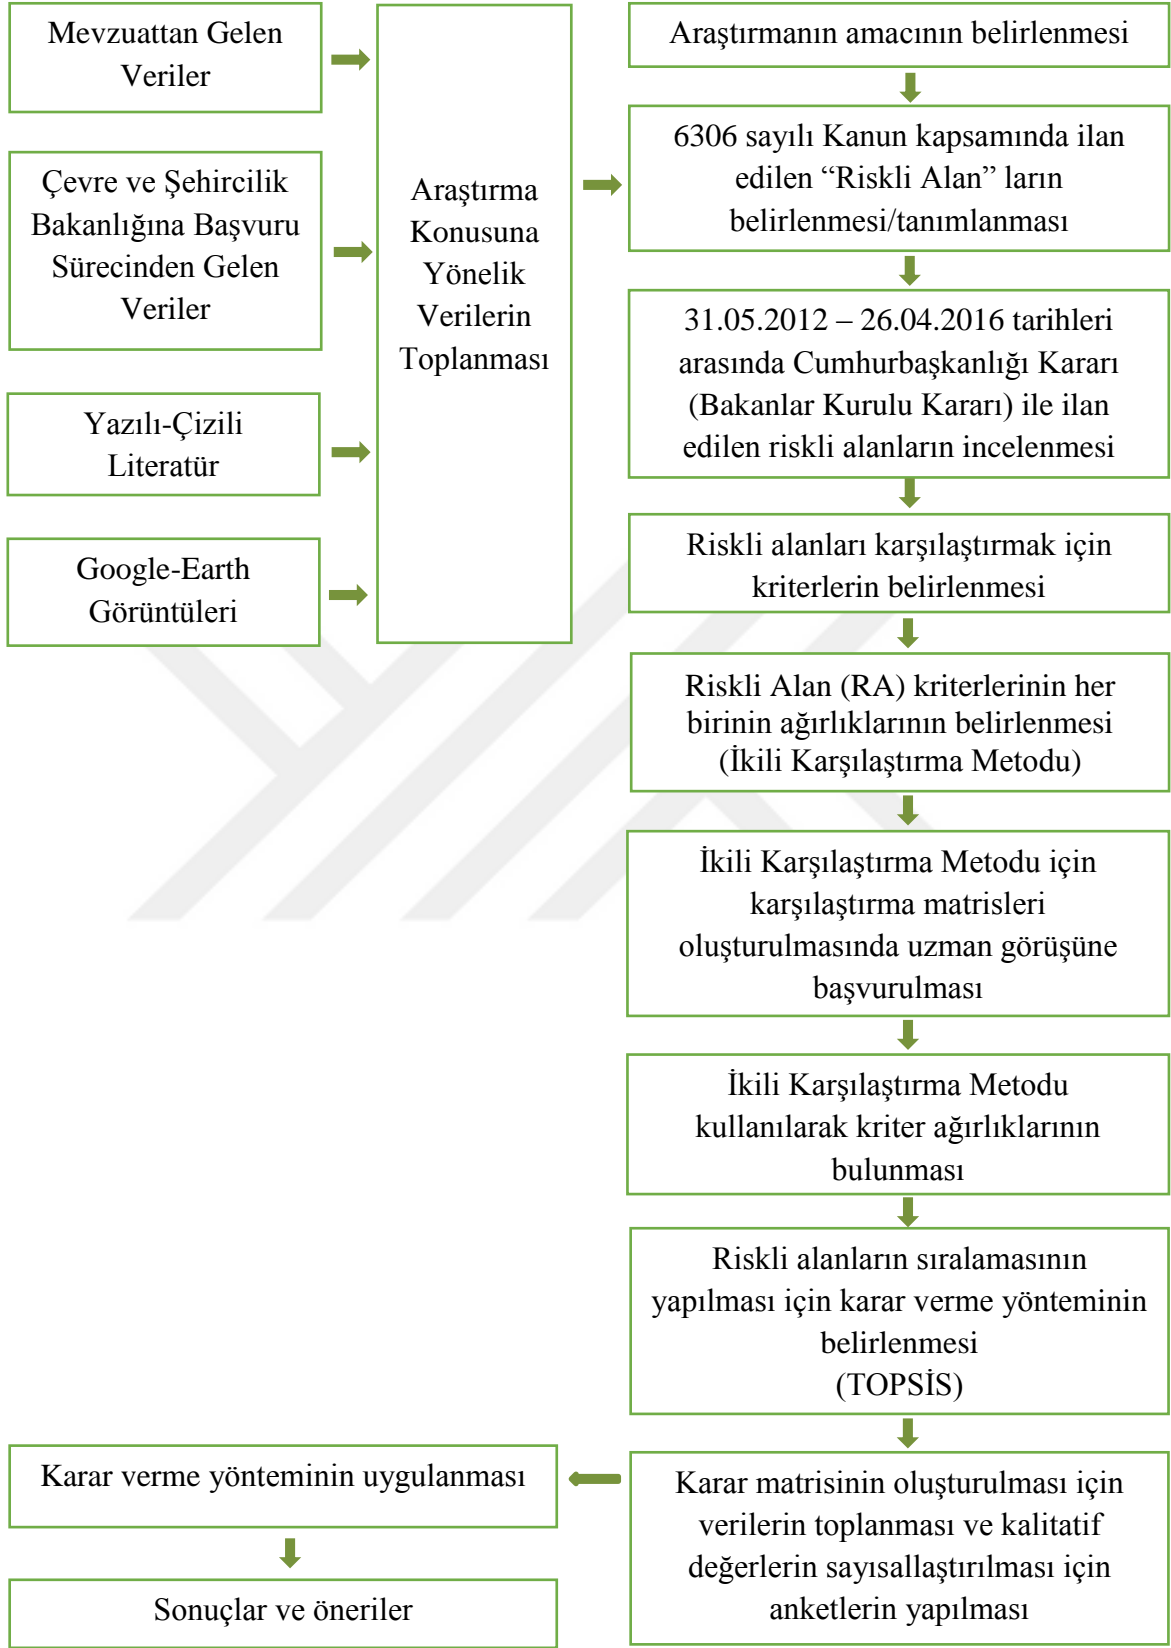 Mevzuattan Gelen
Veriler
Çevre ve Şehircilik
Bakanlığına Başvuru
Sürecinden Gelen
Veriler
Yazılı-Çizili
Literatür
Google-Earth
Görüntüleri
Araştırma
Konusuna
Yönelik
Verilerin
Toplanması
Araştırmanın amacının belirlenmesi
6306 sayılı Kanun kapsamında ilan
edilen “Riskli Alan” ların
belirlenmesi/tanımlanması
31.05.2012 – 26.04.2016 tarihleri
arasında Cumhurbaşkanlığı Kararı
(Bakanlar Kurulu Kararı) ile ilan
edilen riskli alanların incelenmesi
Riskli alanları karşılaştırmak için
kriterlerin belirlenmesi
Riskli Alan (RA) kriterlerinin her
birinin ağırlıklarının belirlenmesi
(İkili Karşılaştırma Metodu)
İkili Karşılaştırma Metodu için
karşılaştırma matrisleri
oluşturulmasında uzman görüşüne
başvurulması
İkili Karşılaştırma Metodu
kullanılarak kriter ağırlıklarının
bulunması
Riskli alanların sıralamasının
yapılması için karar verme yönteminin
belirlenmesi
(TOPSİS)
Karar matrisinin oluşturulması için
verilerin toplanması ve kalitatif
değerlerin sayısallaştırılması için
anketlerin yapılması
Karar verme yönteminin uygulanması
Sonuçlar ve öneriler